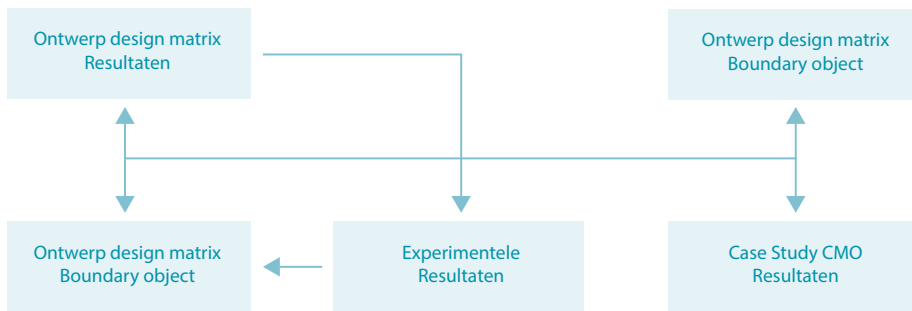 Ontwerp design matrix
Resultaten
Ontwerp design matrix
Boundary object
Ontwerp design matrix
Boundary object
Experimentele
Resultaten
Case Study CMO
Resultaten